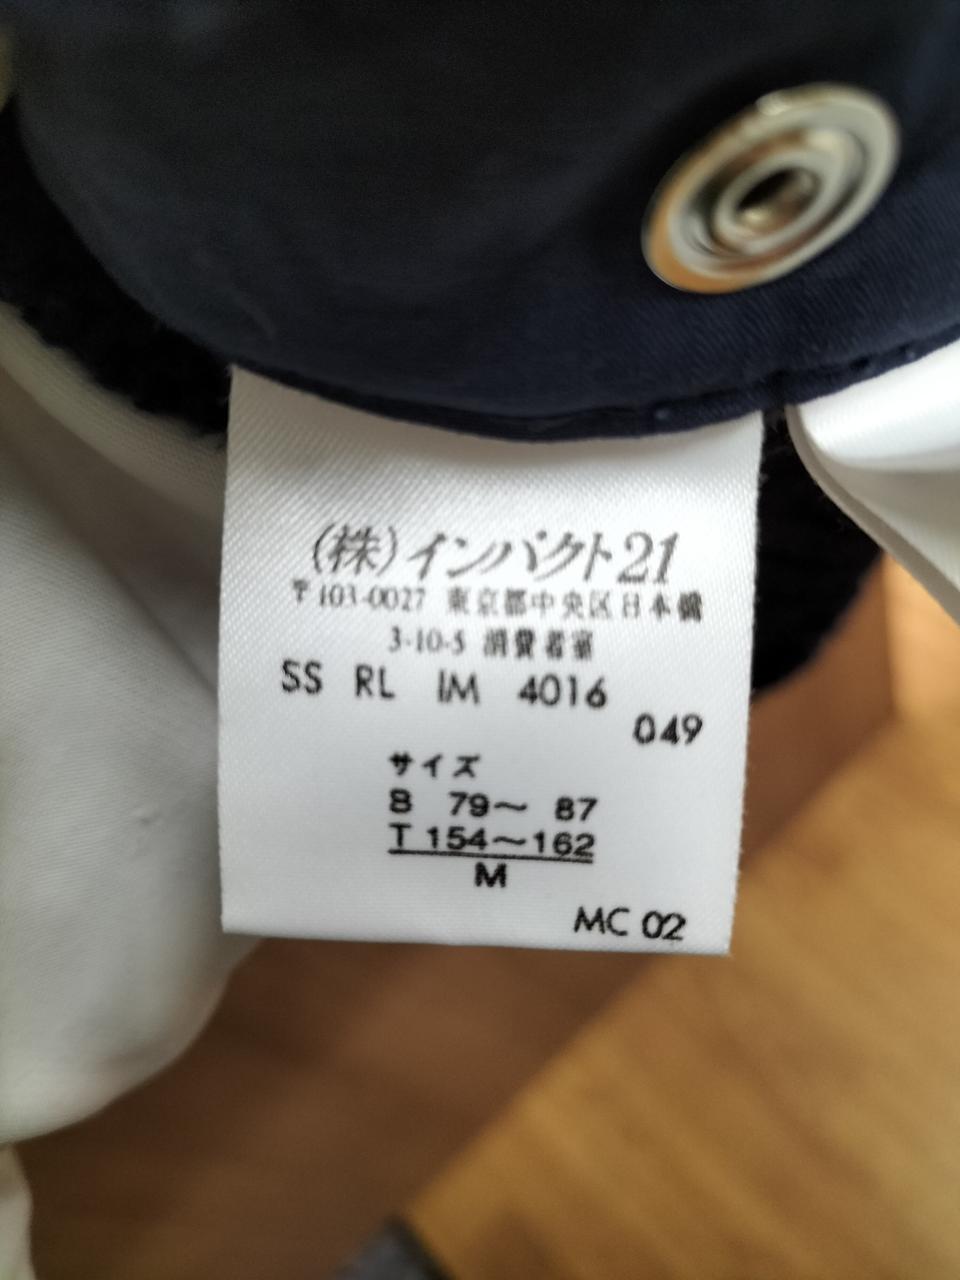 (株)インパクト21
〒103-0027 東京都中央区日本橋
3-10-5 消費者室
SS RL IM 4016
049
サイズ
B 79〜 87
T 154〜162
M
MC 02